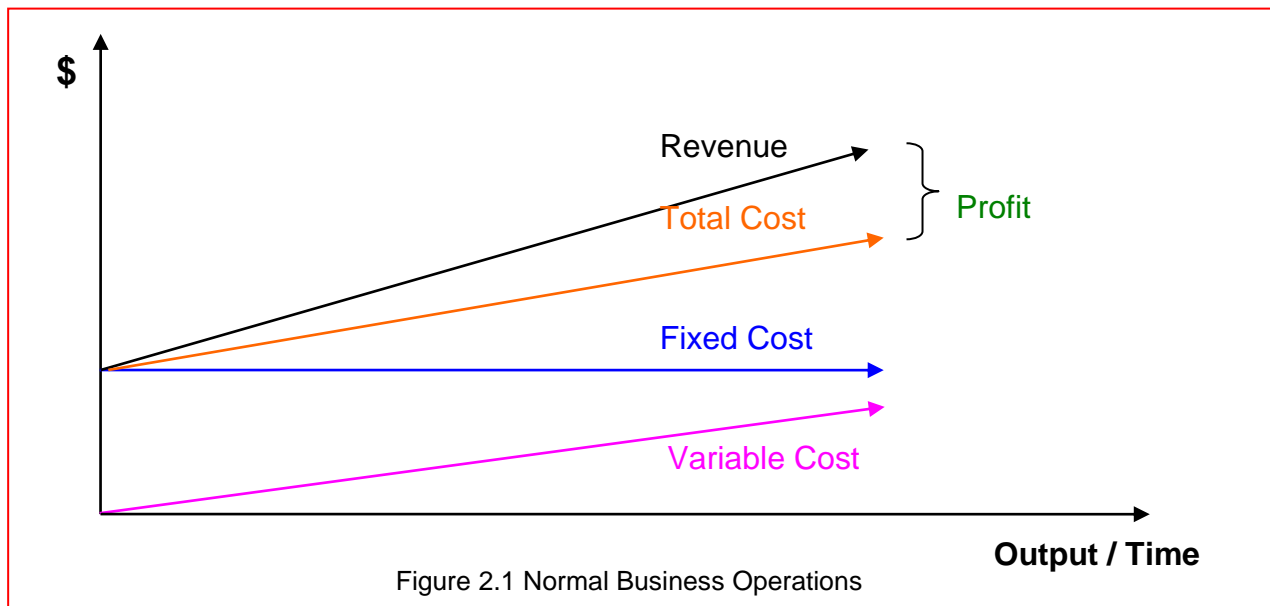 $
Revenue
Total Cost
Profit
Fixed Cost
Variable Cost
Output / Time
Figure 2.1 Normal Business Operations